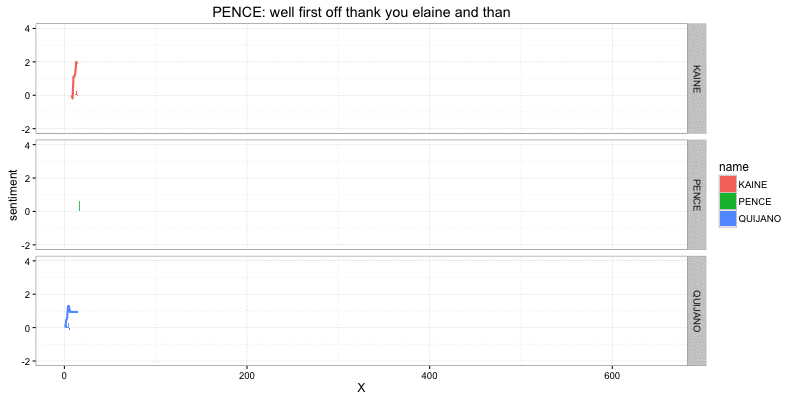 PENCE: well first off thank you elaine and than
4
2
0
-2
KAINE
4
2
0
-2
PENCE
4
2
0
-2
QUIJANO
0 200 400 600
X
sentiment
name
KAINE
PENCE
QUIJANO